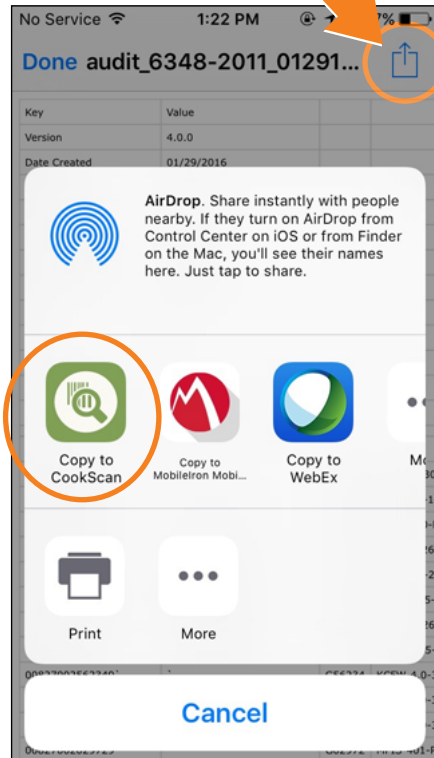 No Service 1:22 PM 7%
Done audit_6348-2011_01291...
Key Value
Version 4.0.0
Date Created 01/29/2016
AirDrop. Share instantly with people
nearby. If they turn on AirDrop from
Control Center on iOS or from Finder
on the Mac, you'll see their names
here. Just tap to share.
Copy to
CookScan
Copy to
MobileIron Mobi...
Copy to
WebEx
Print
More
Cancel